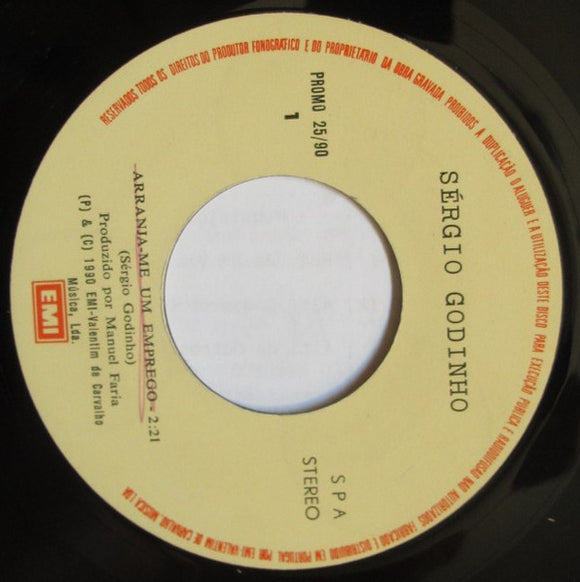 RESERVADOS TODOS OS DIREITOS DO PRODUTOR FONOGRÁFICO E DO PROPRIETÁRIO DA OBRA GRAVADA PROIBIDOS A DUPLICAÇÃO O ALUGUER E A UTILIZAÇÃO DESTE DISCO PARA EXECUÇÃO PÚBLICA E RADIODIFUSÃO NÃO AUTORIZADOS FABRICADO E DISTRIBUIDO EM PORTUGAL POR EMI-VALENTIM DE CARVALHO, MÚSICA LDA
SÉRGIO GODINHO
PROMO 25/90
1
S P A
STEREO
ARRANJA-ME UM EMPREGO - 2:21
(Sérgio Godinho)
Produzido por Manuel Faria
(P) & (C) 1990 EMI-Valentim de Carvalho
Música, Lda.
EMI